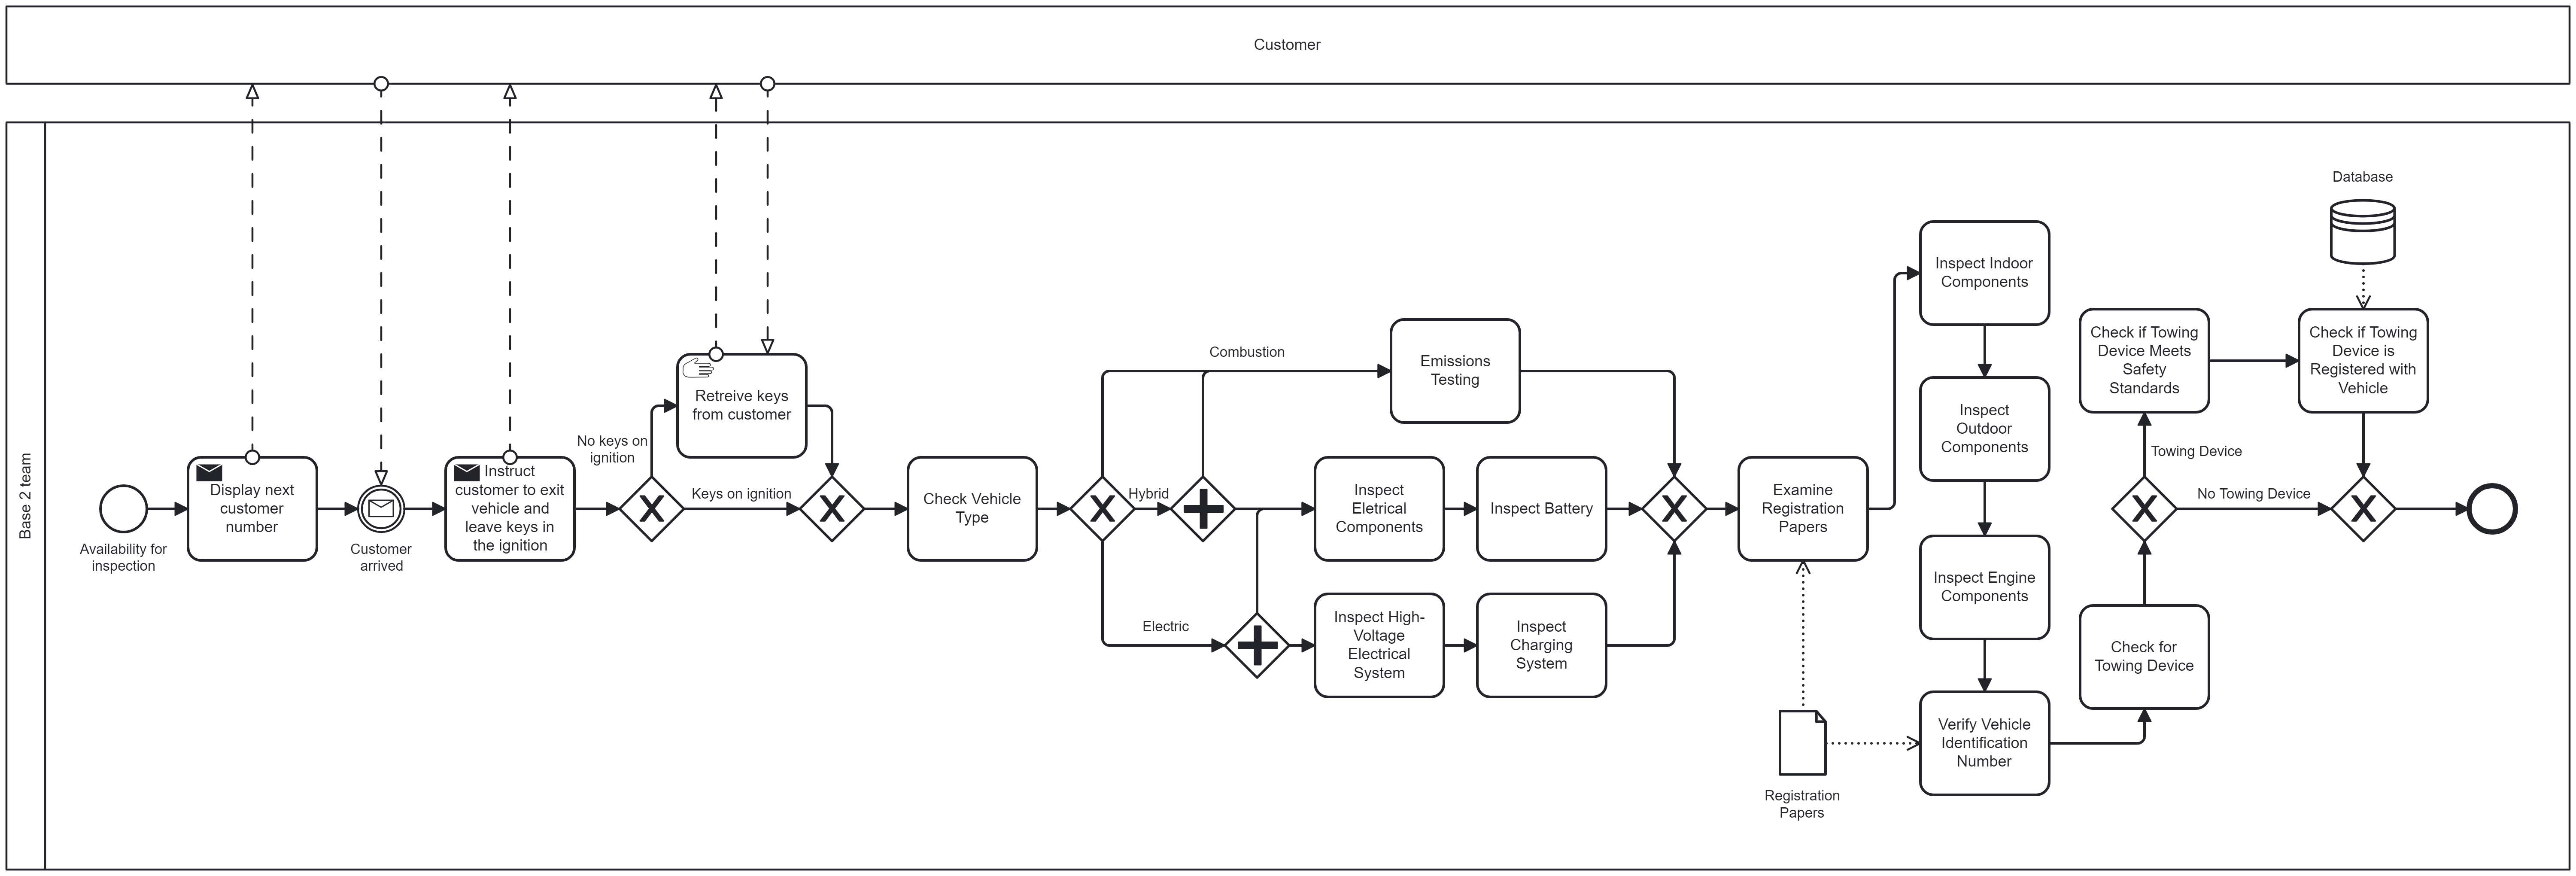 Customer
Base 2 team
Availability for
inspection
Display next
customer
number
Customer
arrived
Instruct
customer to exit
vehicle and
leave keys in
the ignition
No keys on
ignition
Keys on ignition
Retreive keys
from customer
Check Vehicle
Type
Combustion
Hybrid
Electric
Emissions
Testing
Inspect
Eletrical
Components
Inspect Battery
Inspect High-
Voltage
Electrical
System
Inspect
Charging
System
Examine
Registration
Papers
Registration
Papers
Inspect Indoor
Components
Inspect
Outdoor
Components
Inspect Engine
Components
Verify Vehicle
Identification
Number
Check for
Towing Device
Towing Device
No Towing Device
Check if Towing
Device Meets
Safety
Standards
Database
Check if Towing
Device is
Registered with
Vehicle